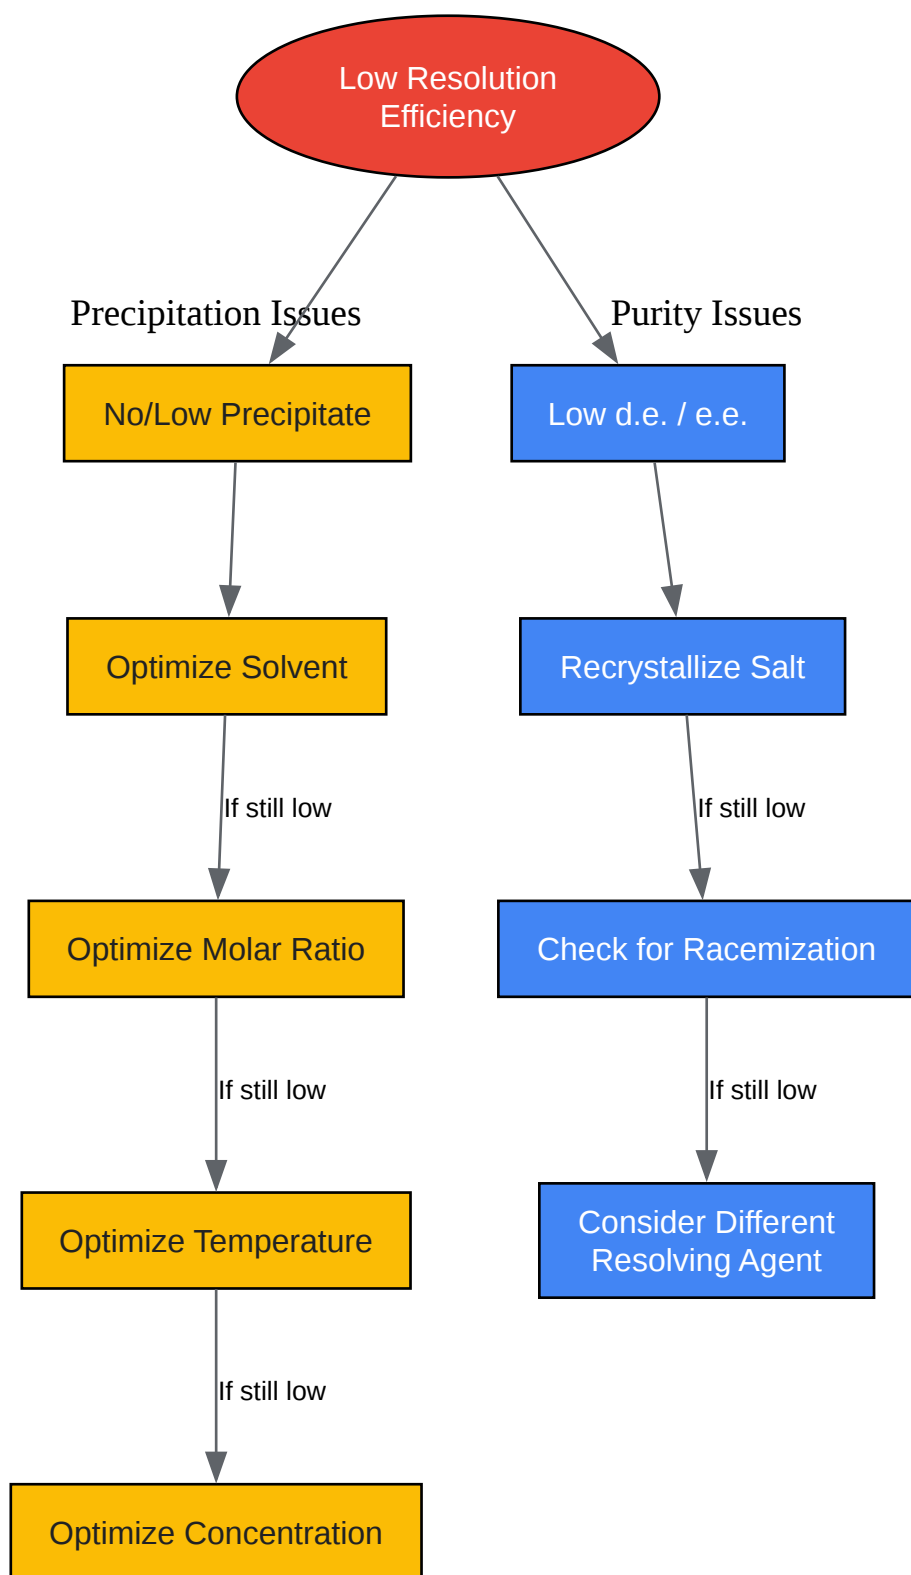 Low Resolution
Efficiency
Precipitation Issues
Purity Issues
No/Low Precipitate
Low d.e. / e.e.
Optimize Solvent
Recrystallize Salt
If still low
If still low
Optimize Molar Ratio
Check for Racemization
If still low
If still low
Optimize Temperature
Consider Different
Resolving Agent
If still low
Optimize Concentration